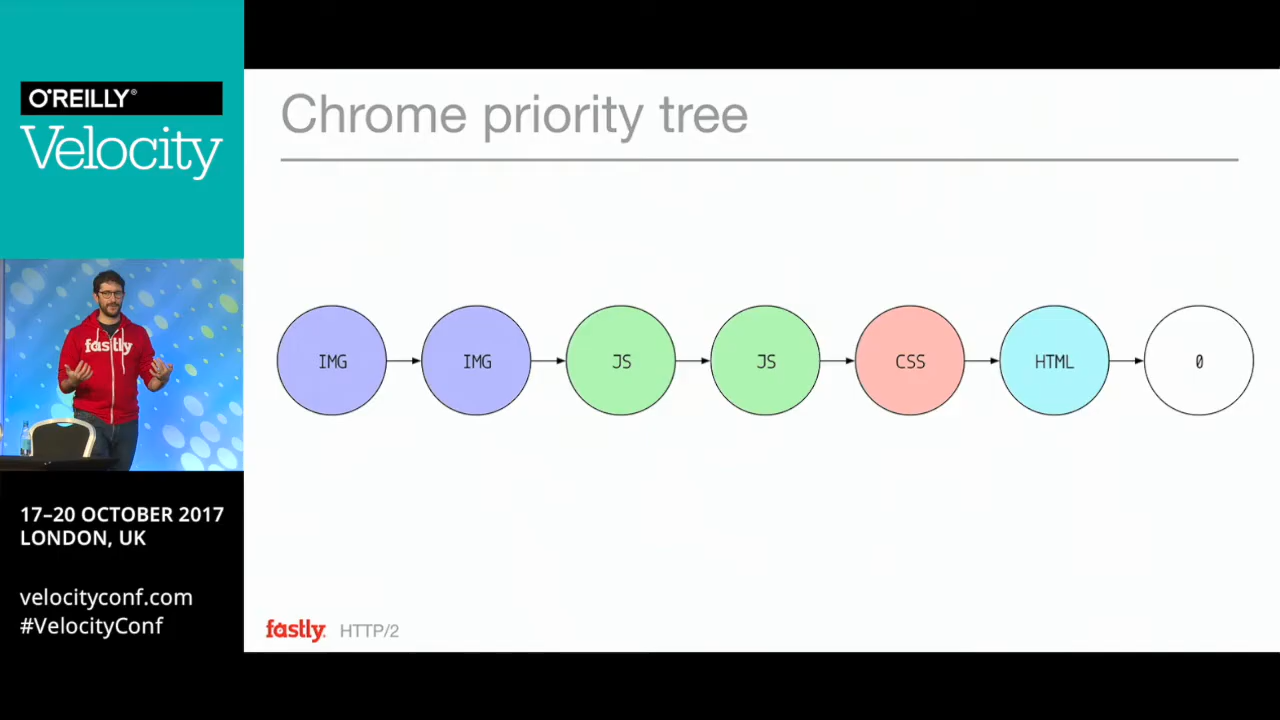 O'REILLY®
Velocity
fastly
17–20 OCTOBER 2017
LONDON, UK
velocityconf.com
#VelocityConf
Chrome priority tree
IMG
IMG
JS
JS
CSS
HTML
0
fastly.
HTTP/2